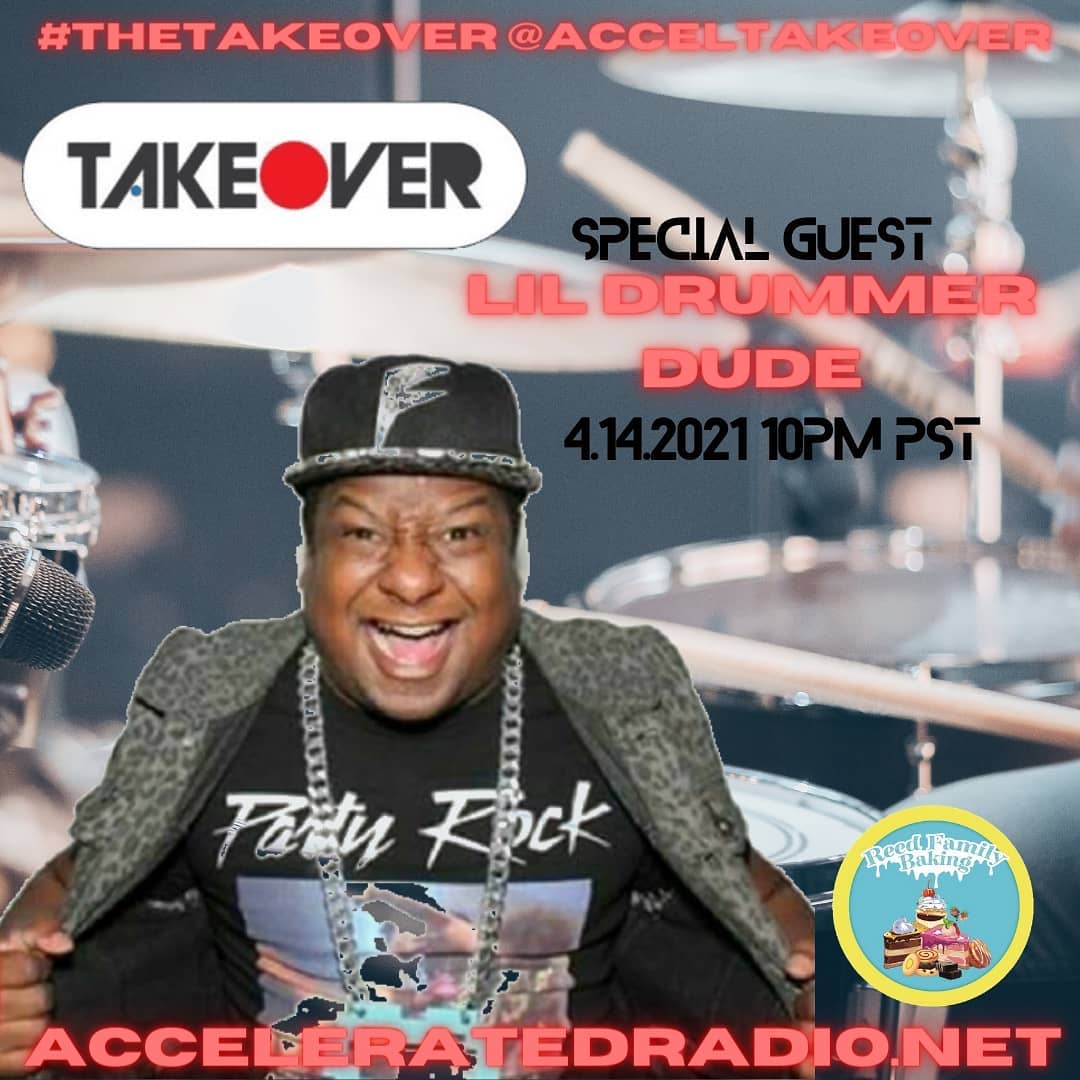 #THETAKEOVER @ACCELTAKEOVER
TAKEOVER
SPECIAL GUEST
LIL DRUMMER
DUDE
4.14.2021 10PM PST
Party Rock
Reed Family
Baking
ACCELERATEDRADIO.NET